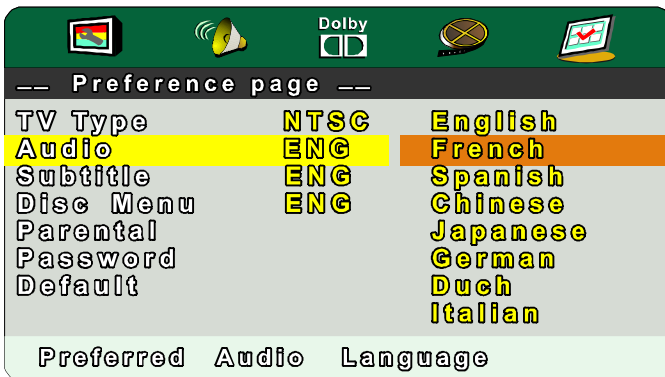 Dolby
-- Preference page --
TV Type NTSC English
Audio ENG French
Subtitle ENG Spanish
Disc Menu ENG Chinese
Parental Japanese
Password German
Default Duch
Italian
Preferred Audio Language